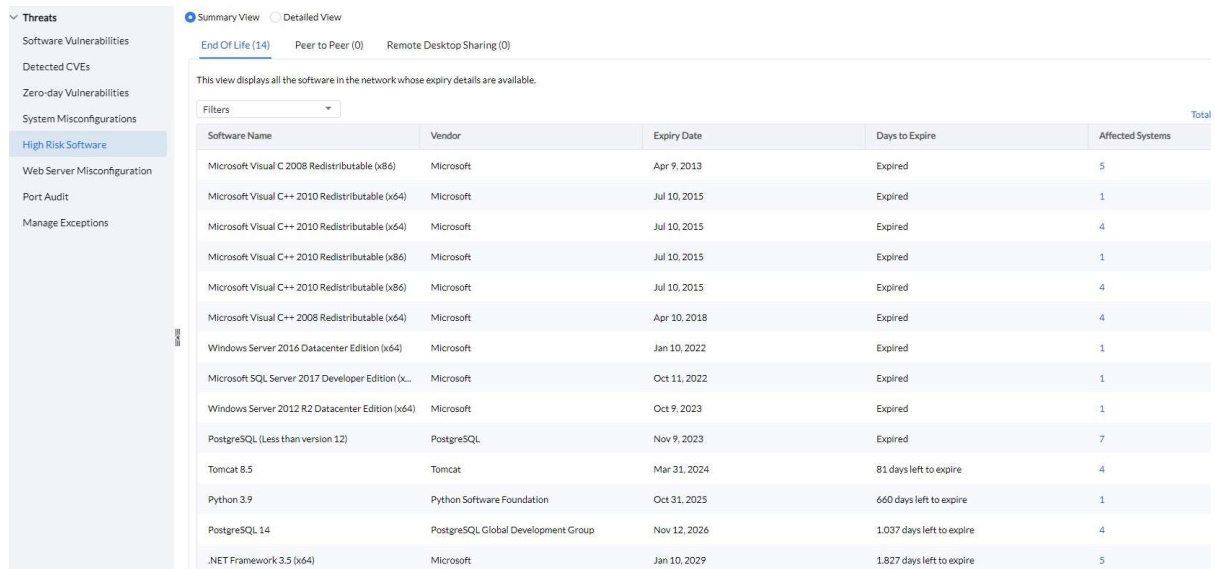 Threats
Software Vulnerabilities
Detected CVEs
Zero-day Vulnerabilities
System Misconfigurations
High Risk Software
Web Server Misconfiguration
Port Audit
Manage Exceptions
Summary View Detailed View
End Of Life (14) Peer to Peer (0) Remote Desktop Sharing (0)
This view displays all the software in the network whose expiry details are available.
Filters
Total
Software Name Vendor Expiry Date Days to Expire Affected Systems
Microsoft Visual C 2008 Redistributable (x86) Microsoft Apr 9, 2013 Expired 5
Microsoft Visual C++ 2010 Redistributable (x64) Microsoft Jul 10, 2015 Expired 1
Microsoft Visual C++ 2010 Redistributable (x64) Microsoft Jul 10, 2015 Expired 4
Microsoft Visual C++ 2010 Redistributable (x86) Microsoft Jul 10, 2015 Expired 1
Microsoft Visual C++ 2010 Redistributable (x86) Microsoft Jul 10, 2015 Expired 4
Microsoft Visual C++ 2008 Redistributable (x64) Microsoft Apr 10, 2018 Expired 4
Windows Server 2016 Datacenter Edition (x64) Microsoft Jan 10, 2022 Expired 1
Microsoft SQL Server 2017 Developer Edition (x... Microsoft Oct 11, 2022 Expired 1
Windows Server 2012 R2 Datacenter Edition (x64) Microsoft Oct 9, 2023 Expired 1
PostgreSQL (Less than version 12) PostgreSQL Nov 9, 2023 Expired 7
Tomcat 8.5 Tomcat Mar 31, 2024 81 days left to expire 4
Python 3.9 Python Software Foundation Oct 31, 2025 660 days left to expire 1
PostgreSQL 14 PostgreSQL Global Development Group Nov 12, 2026 1.037 days left to expire 4
.NET Framework 3.5 (x64) Microsoft Jan 10, 2029 1.827 days left to expire 5